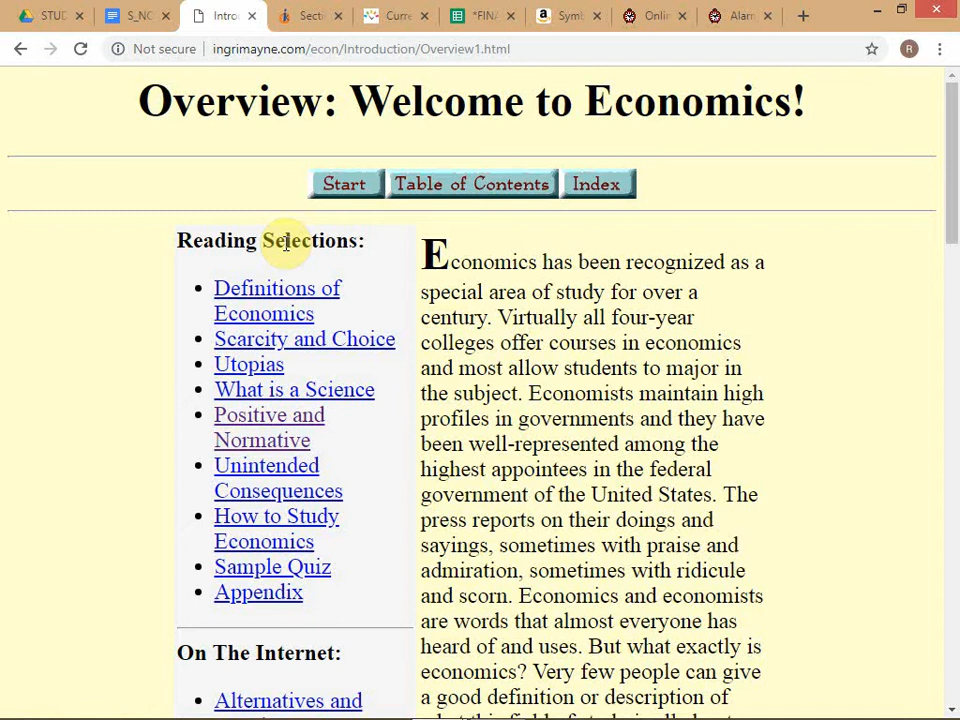 STUD
S_NC
Intro
Secti
Curre
*FINA
Symb
Onlin
Alarm
Not secure
ingrimayne.com/econ/Introduction/Overview1.html
R
Overview: Welcome to Economics!
Start
Table of Contents
Index
Reading Selections:
Definitions of
Economics
Scarcity and Choice
Utopias
What is a Science
Positive and
Normative
Unintended
Consequences
How to Study
Economics
Sample Quiz
Appendix
On The Internet:
Alternatives and
Economics has been recognized as a
special area of study for over a
century. Virtually all four-year
colleges offer courses in economics
and most allow students to major in
the subject. Economists maintain high
profiles in governments and they have
been well-represented among the
highest appointees in the federal
government of the United States. The
press reports on their doings and
sayings, sometimes with praise and
admiration, sometimes with ridicule
and scorn. Economics and economists
are words that almost everyone has
heard of and uses. But what exactly is
economics? Very few people can give
a good definition or description of